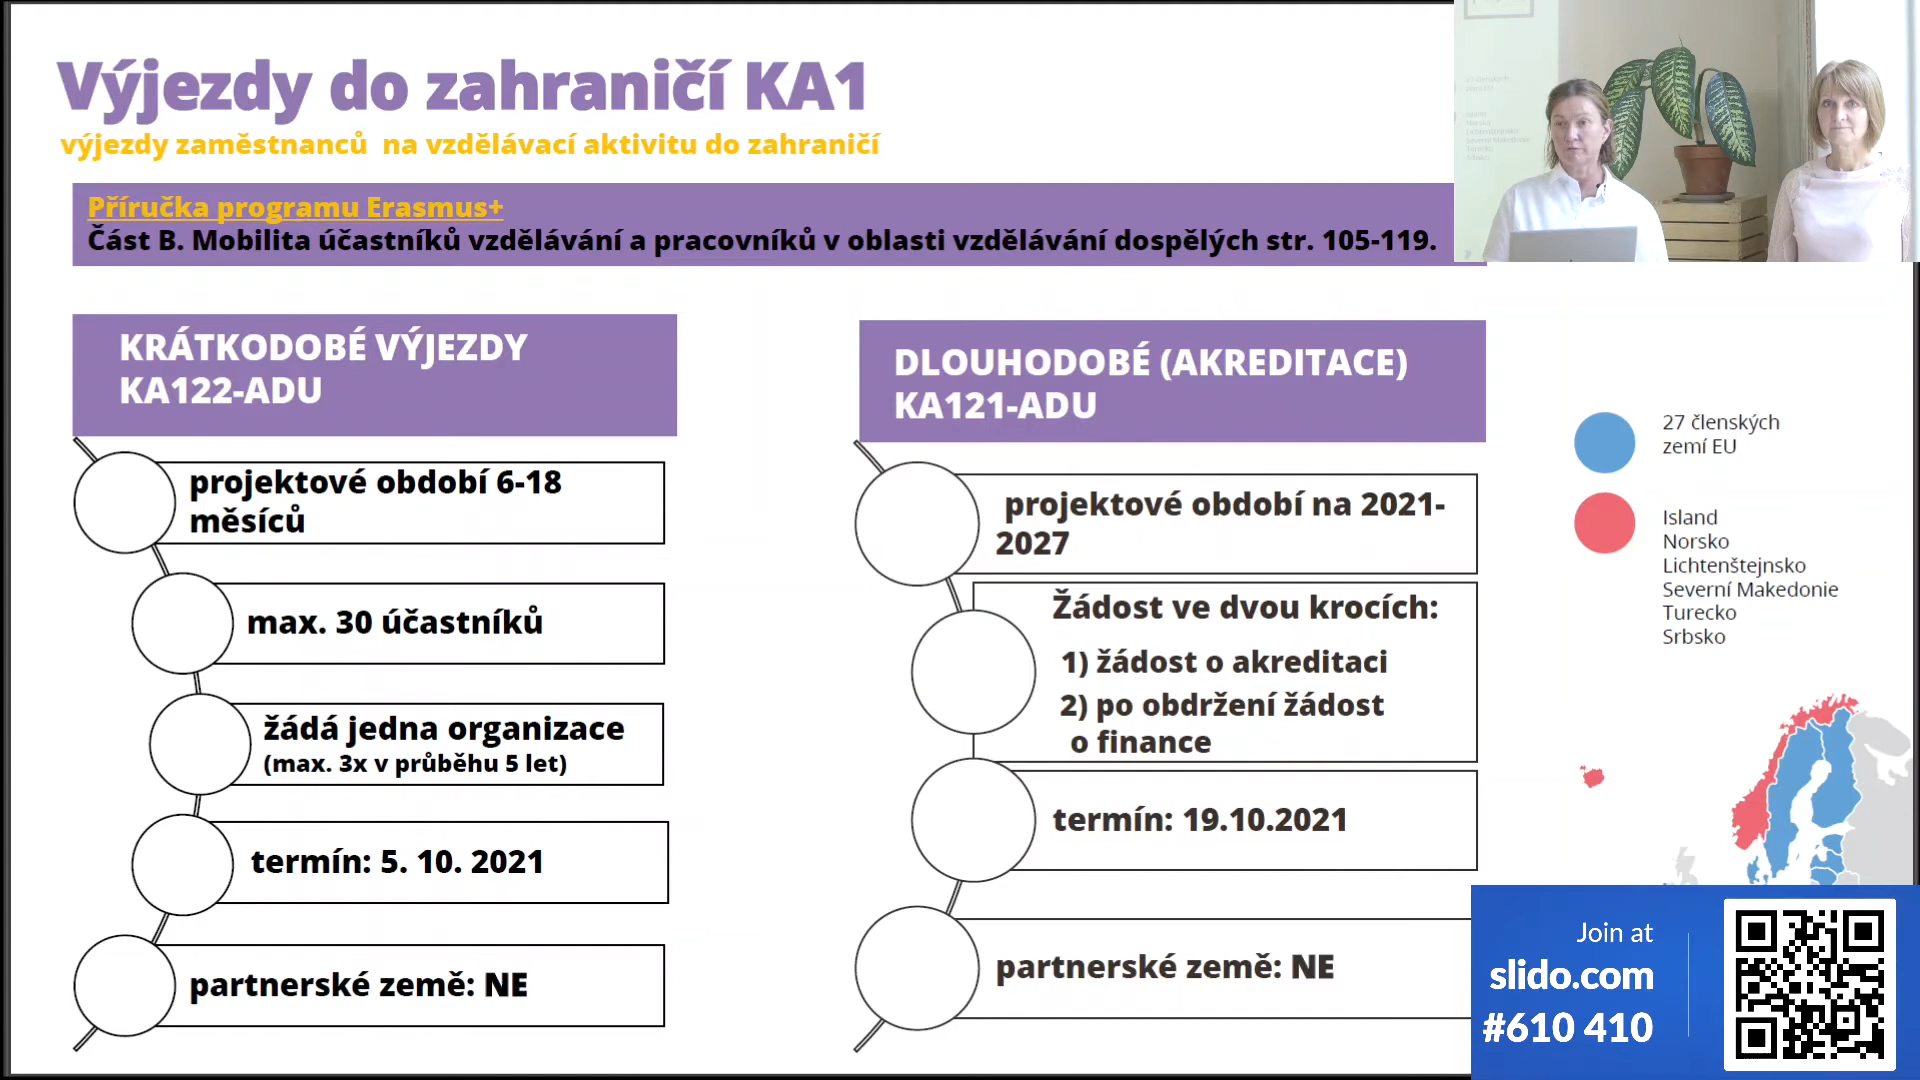 Výjezdy do zahraničí KA1
výjezdy zaměstnanců na vzdělávací aktivitu do zahraničí
Příručka programu Erasmus+
Část B. Mobilita účastníků vzdělávání a pracovníků v oblasti vzdělávání dospělých str. 105-119.
KRÁTKODOBÉ VÝJEZDY
KA122-ADU
projektové období 6-18
měsíců
max. 30 účastníků
žádá jedna organizace
(max. 3x v průběhu 5 let)
termín: 5. 10. 2021
partnerské země: NE
DLOUHODOBÉ (AKREDITACE)
KA121-ADU
projektové období na 2021-
2027
Žádost ve dvou krocích:
1) žádost o akreditaci
2) po obdržení žádost
o finance
termín: 19.10.2021
partnerské země: NE
27 členských
zemí EU
Island
Norsko
Lichtenštejnsko
Severní Makedonie
Turecko
Srbsko
Join at
slido.com
#610 410